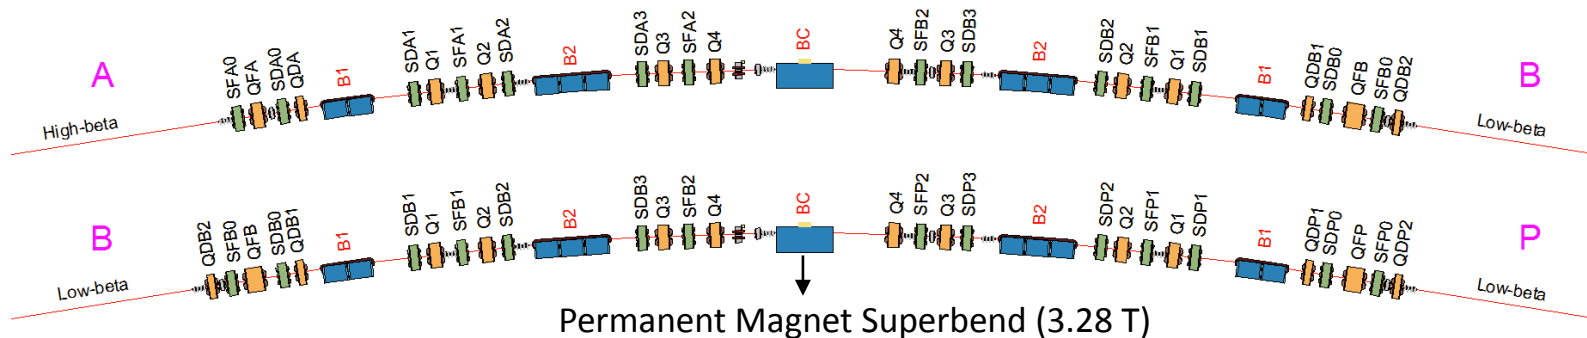 A
High-beta
SFA0
QFA
SDA0
QDA
B1
SDA1
Q1
SFA1
Q2
SDA2
B2
SDA3
Q3
SFA2
Q4
BC
Q4
SFB2
Q3
SDB3
B2
SDB2
Q2
SFB1
Q1
SDB1
B1
QDB1
SDB0
QFB
SFB0
QDB2
B
Low-beta
B
Low-beta
QDB2
SFB0
QFB
SDB0
QDB1
B1
SDB1
Q1
SFB1
Q2
SDB2
B2
SDB3
Q3
SFB2
Q4
BC
Q4
SFP2
Q3
SDP3
B2
SDP2
Q2
SFP1
Q1
SDP1
B1
QDP1
SDP0
QFP
SFP0
QDP2
P
Low-beta
Permanent Magnet Superbend (3.28 T)